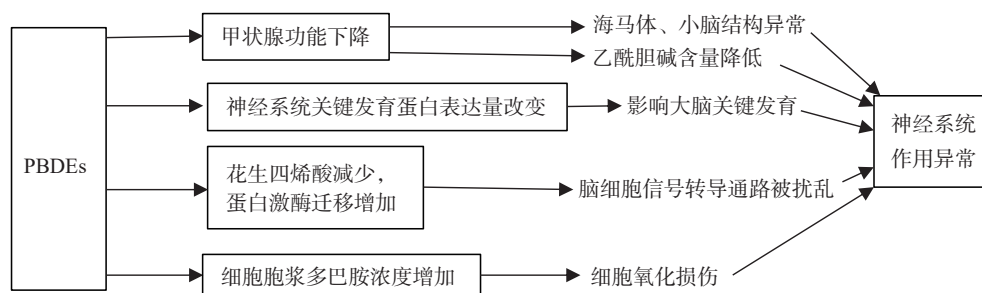 PBDEs
甲状腺功能下降
海马体、小脑结构异常
乙酰胆碱含量降低
神经系统关键发育蛋白表达量改变
影响大脑关键发育
花生四烯酸减少，
蛋白激酶迁移增加
脑细胞信号转导通路被扰乱
细胞胞浆多巴胺浓度增加
细胞氧化损伤
神经系统
作用异常